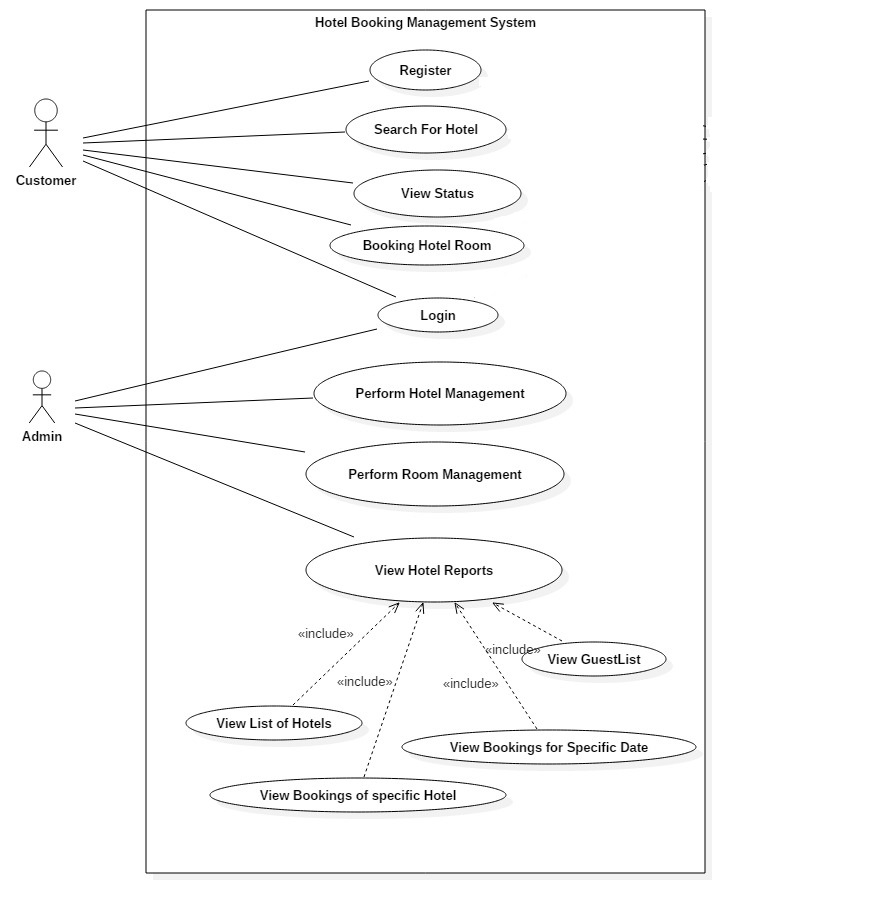 Hotel Booking Management System
Register
Search For Hotel
Customer
View Status
Booking Hotel Room
Login
Perform Hotel Management
Admin
Perform Room Management
View Hotel Reports
«include»
«include»
View GuestList
«include»
«include»
View List of Hotels
View Bookings for Specific Date
View Bookings of specific Hotel